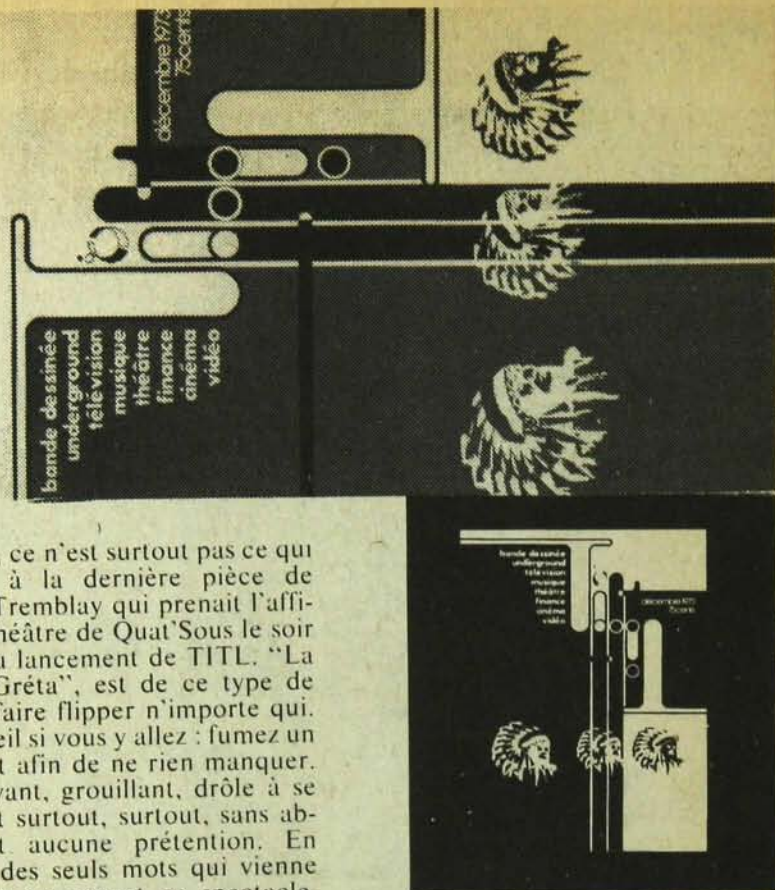 décembre 1973
75cents
bande dessinée
underground
télévision
musique
théâtre
finance
cinéma
vidéo
ce n'est surtout pas ce qui
à la dernière pièce de
Tremblay qui prenait l'affi-
héâtre de Quat'Sous le soir
u lancement de TITL. "La
Gréta", est de ce type de
faire flipper n'importe qui.
eil si vous y allez : fumez un
t afin de ne rien manquer.
vant, grouillant, drôle à se
t surtout, surtout, sans ab-
t aucune prétention. En
des seuls mots qui vienne
spectacle
bande dessinée
underground
télévision
musique
théâtre
finance
cinéma
vidéo
décembre 1973
75cents